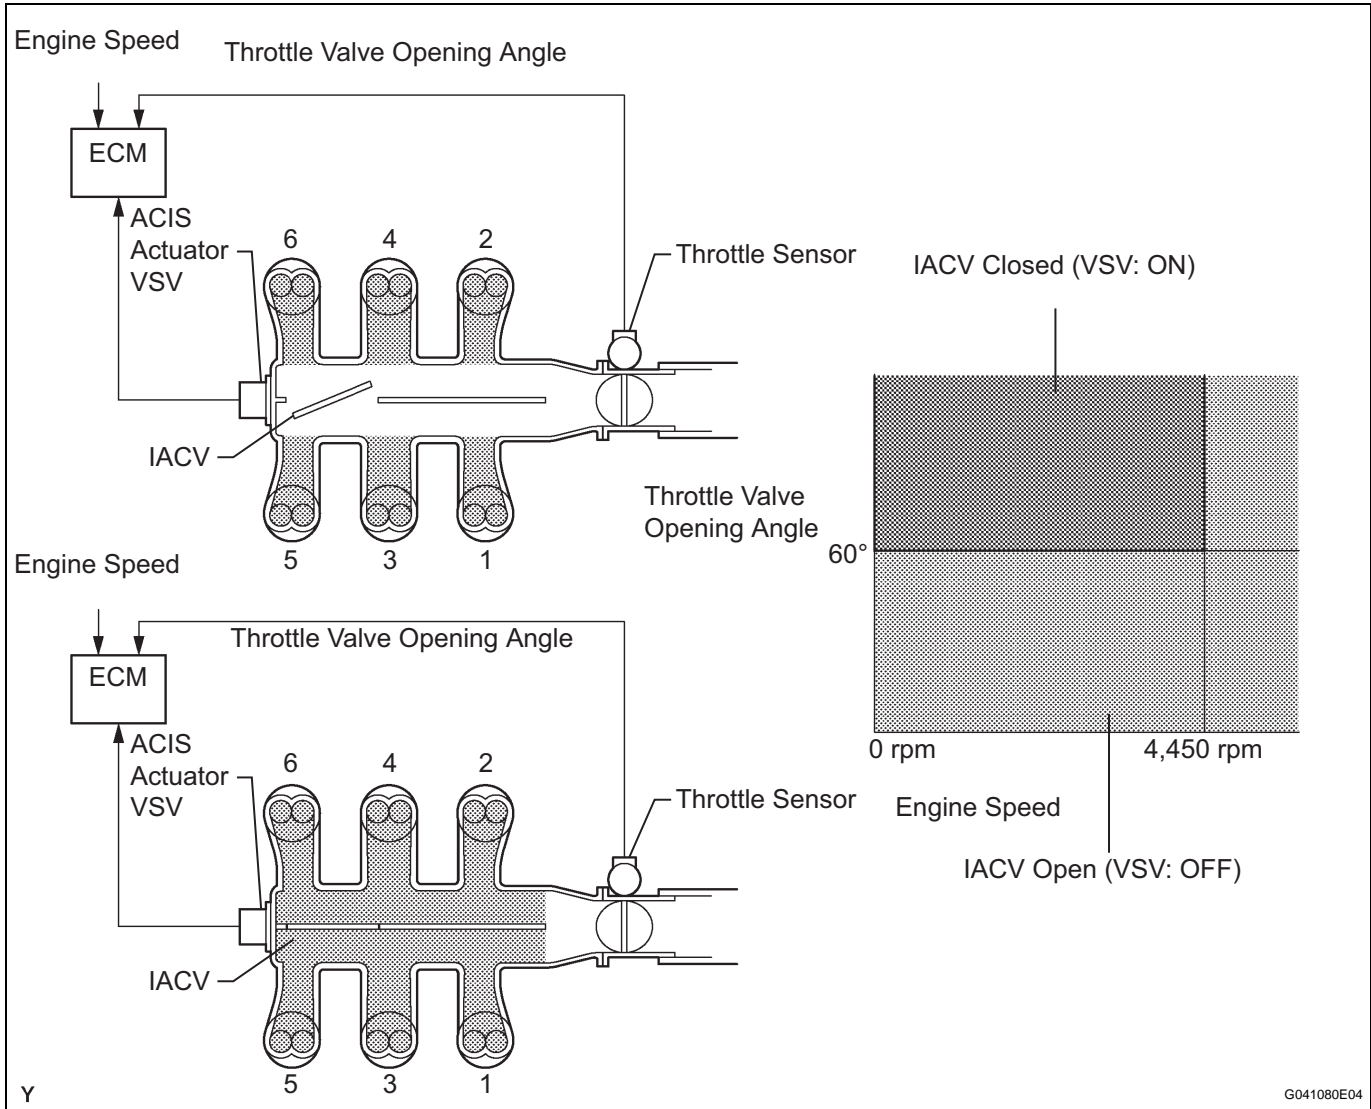 Engine Speed
Throttle Valve Opening Angle
ECM
ACIS
Actuator
VSV
6
4
2
Throttle Sensor
IACV
5
3
1
IACV Closed (VSV: ON)
Throttle Valve
Opening Angle
60°
0 rpm
4,450 rpm
Engine Speed
IACV Open (VSV: OFF)
Engine Speed
Throttle Valve Opening Angle
ECM
ACIS
Actuator
VSV
6
4
2
Throttle Sensor
IACV
5
3
1
Y
G041080E04